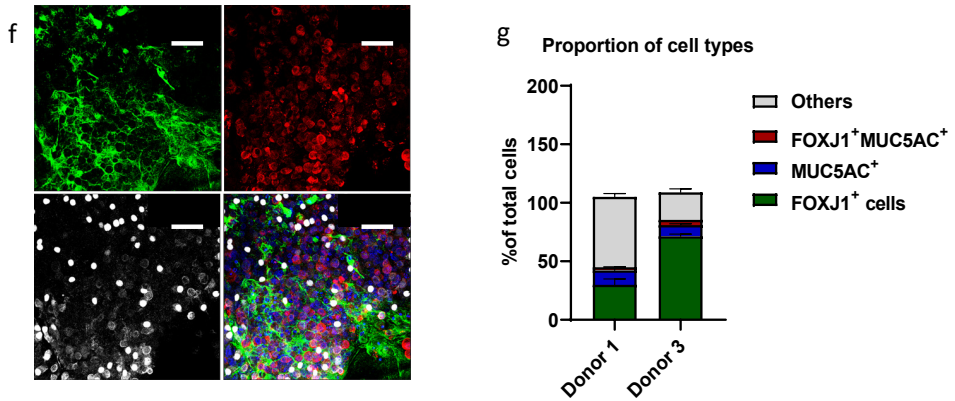 f
g
Proportion of cell types
200
150
100
50
0
%of total cells
Donor 1
Donor 3
Others
FOXJ1⁺MUC5AC⁺
MUC5AC⁺
FOXJ1⁺ cells